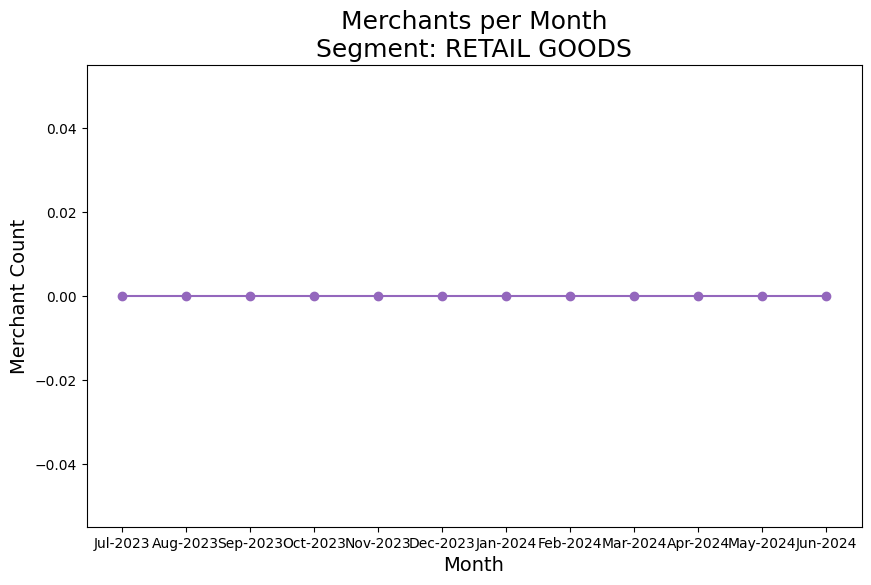 Merchants per Month
Segment: RETAIL GOODS
Merchant Count
0.04
0.02
0.00
−0.02
−0.04
Jul-2023 Aug-2023 Sep-2023 Oct-2023 Nov-2023 Dec-2023 Jan-2024 Feb-2024 Mar-2024 Apr-2024 May-2024 Jun-2024
Month